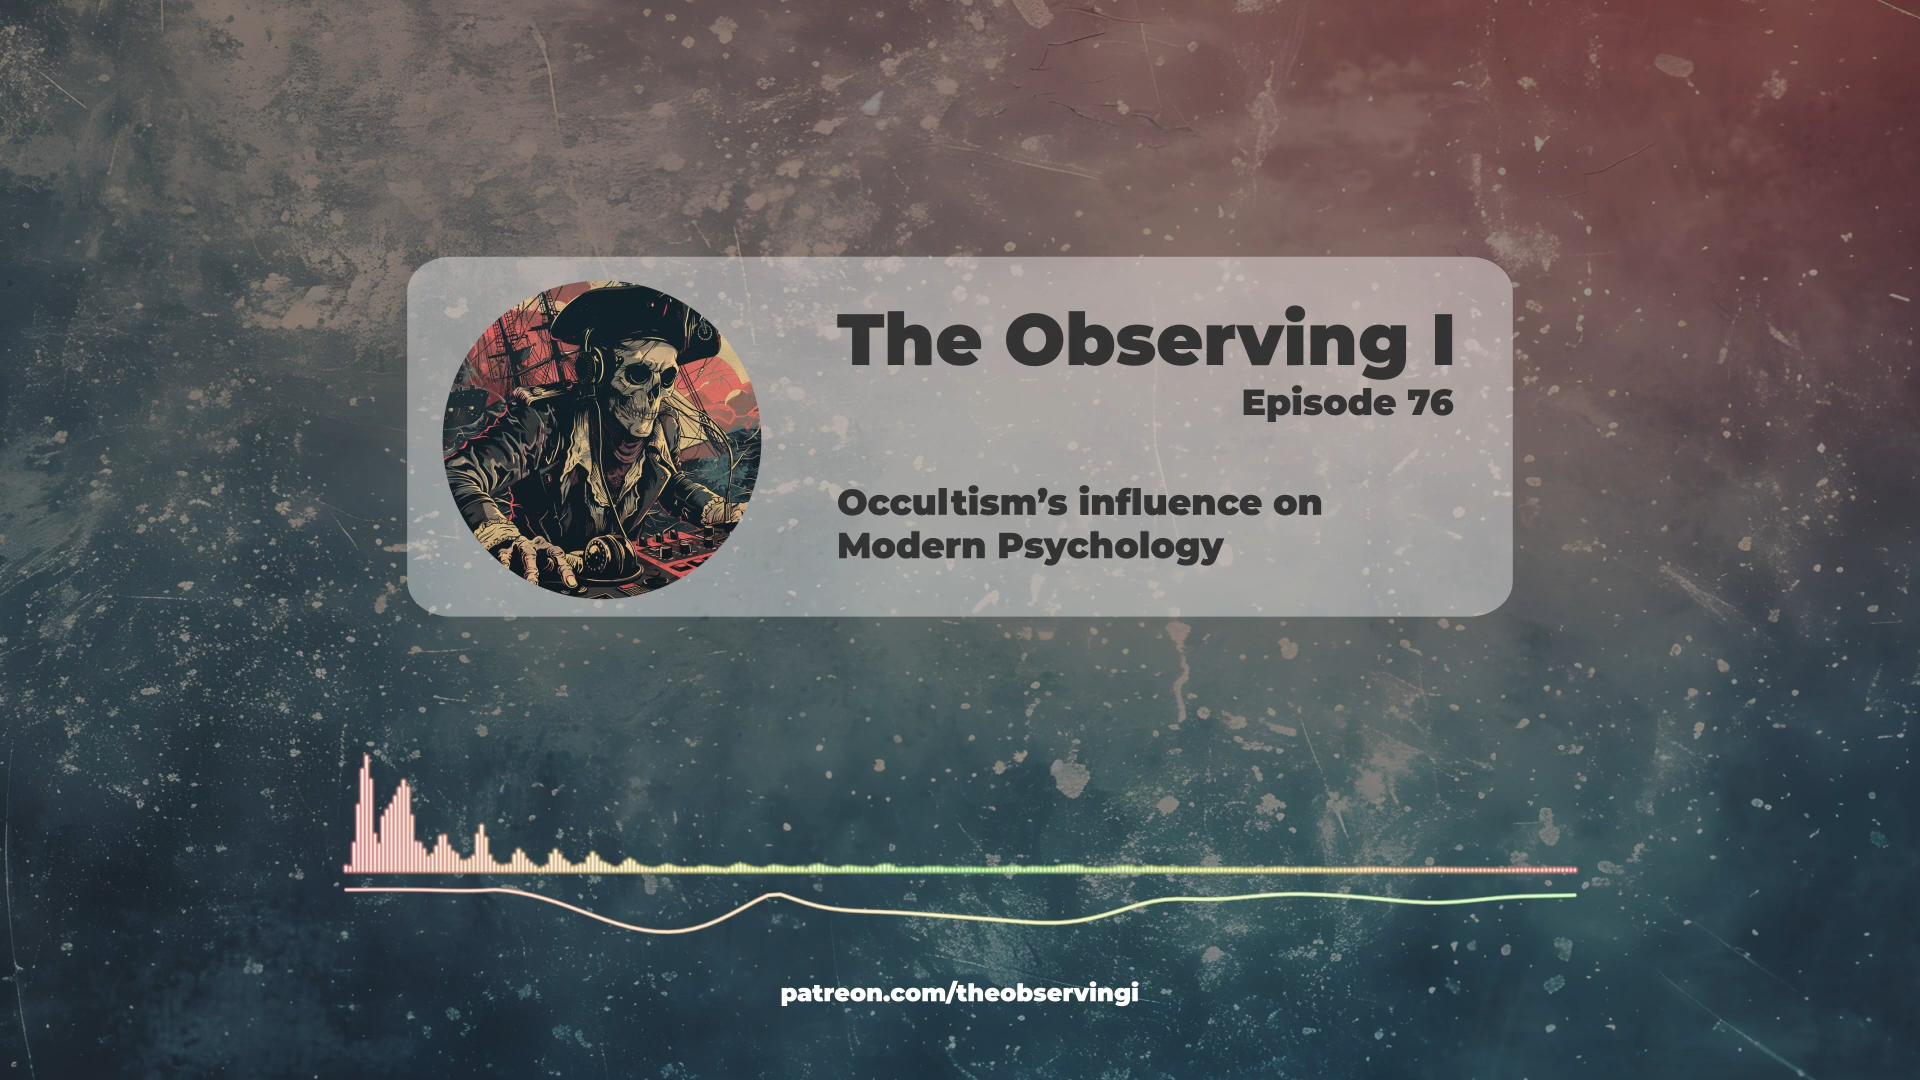 The Observing I
Episode 76
Occultism’s influence on
Modern Psychology
patreon.com/theobservingi